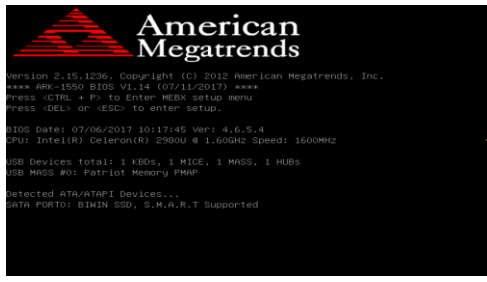 American
Megatrends
Version 2.15.1236. Copyright (C) 2012 American Megatrends, Inc.
**** ARK-1550 BIOS V1.14 (07/11/2017) ****
Press <CTRL + P> to Enter MEBX setup menu
Press <DEL> or <ESC> to enter setup.
BIOS Date: 07/06/2017 10:17:45 Ver: 4.6.5.4
CPU: Intel(R) Celeron(R) 2980U @ 1.60GHz Speed: 1600MHz
USB Devices total: 1 KBDs, 1 MICE, 1 MASS, 1 HUBs
USB MASS #0: Patriot Memory PMAP
Detected ATA/ATAPI Devices...
SATA PORT0: BIWIN SSD, S.M.A.R.T Supported